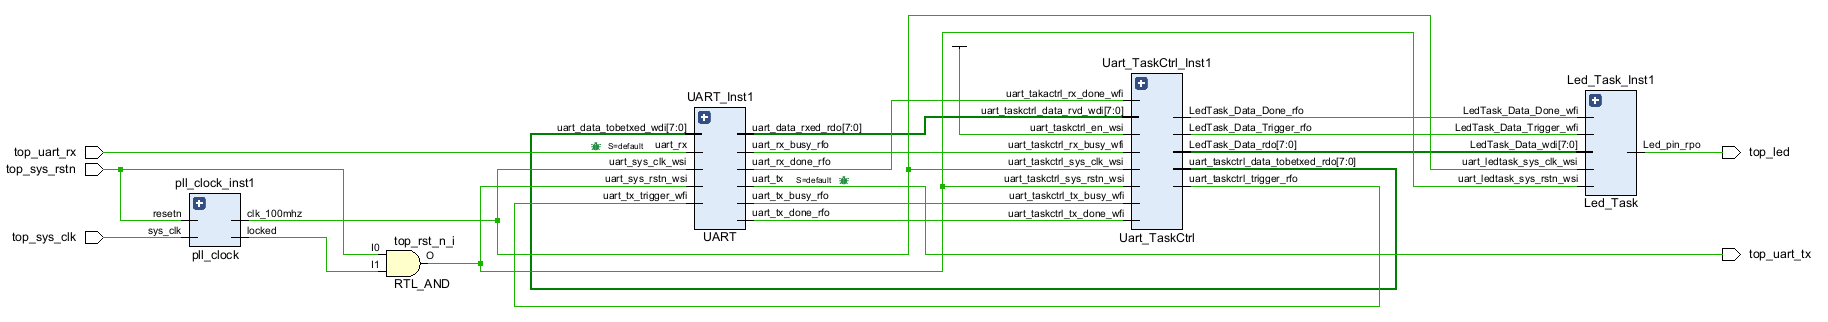 top_uart_rx
top_sys_rstn
top_sys_clk
pll_clock_inst1
resetn
sys_clk
clk_100mhz
locked
pll_clock
top_rst_n_i
I0
I1
O
RTL_AND
UART_Inst1
uart_data_tobetxed_wdi[7:0]
S=default
uart_rx
uart_sys_clk_wsi
uart_sys_rstn_wsi
uart_tx_trigger_wfi
uart_data_rxed_rdo[7:0]
uart_rx_busy_rfo
uart_rx_done_rfo
uart_tx
S=default
uart_tx_busy_rfo
uart_tx_done_rfo
UART
Uart_TaskCtrl_Inst1
uart_takactrl_rx_done_wfi
uart_taskctrl_data_rvd_wdi[7:0]
uart_taskctrl_en_wsi
uart_taskctrl_rx_busy_wfi
uart_taskctrl_sys_clk_wsi
uart_taskctrl_sys_rstn_wsi
uart_taskctrl_tx_busy_wfi
uart_taskctrl_tx_done_wfi
LedTask_Data_Done_rfo
LedTask_Data_Trigger_rfo
LedTask_Data_rdo[7:0]
uart_taskctrl_data_tobetxed_rdo[7:0]
uart_taskctrl_trigger_rfo
Uart_TaskCtrl
Led_Task_Inst1
LedTask_Data_Done_wfi
LedTask_Data_Trigger_wfi
LedTask_Data_wdi[7:0]
uart_ledtask_sys_clk_wsi
uart_ledtask_sys_rstn_wsi
Led_pin_rpo
Led_Task
top_led
top_uart_tx